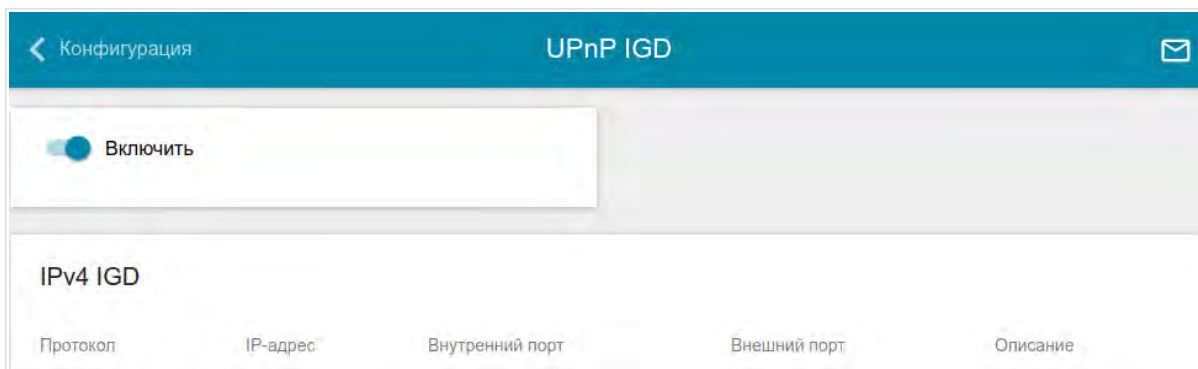 Конфигурация UPnP IGD
Включить
IPv4 IGD
Протокол IP-адрес Внутренний порт Внешний порт Описание